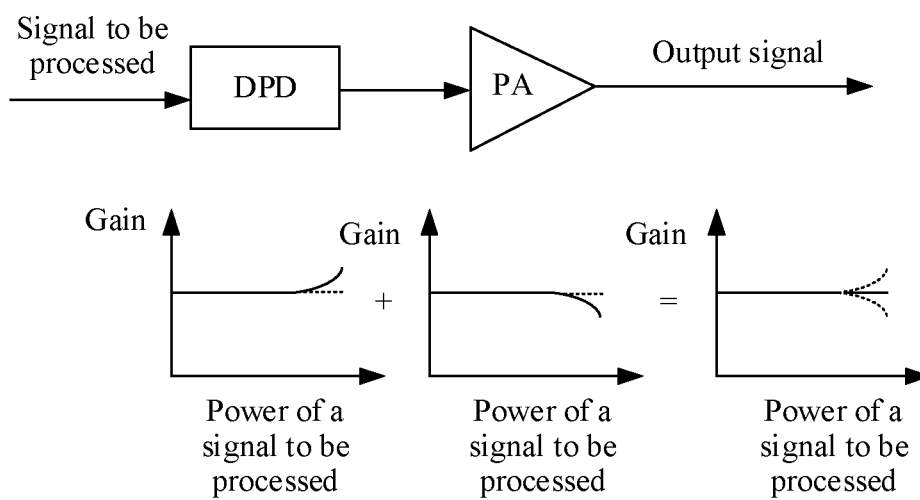 Signal to be
processed
DPD
PA
Output signal
Gain
Gain
Gain
+
=
Power of a
signal to be
processed
Power of a
signal to be
processed
Power of a
signal to be
processed